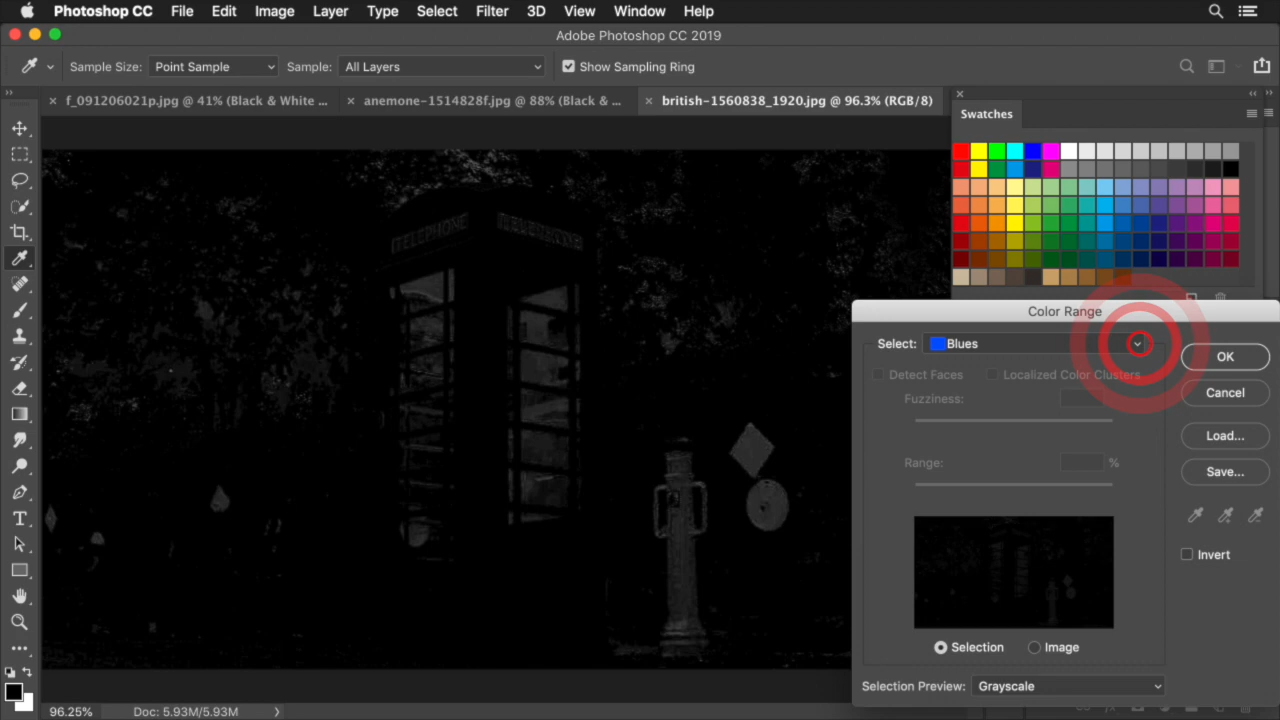 Photoshop CC File Edit Image Layer Type Select Filter 3D View Window Help
Adobe Photoshop CC 2019
Sample Size: Point Sample Sample: All Layers Show Sampling Ring
× f_091206021p.jpg @ 41% (Black & White ... × anemone-1514828f.jpg @ 88% (Black & ... × british-1560838_1920.jpg @ 96.3% (RGB/8)
Swatches
TELEPHONE
Color Range
Select: Blues
OK
Detect Faces Localized Color Clusters
Cancel
Fuzziness:
Load...
Range: %
Save...
Invert
Selection Image
Selection Preview: Grayscale
96.25% Doc: 5.93M/5.93M